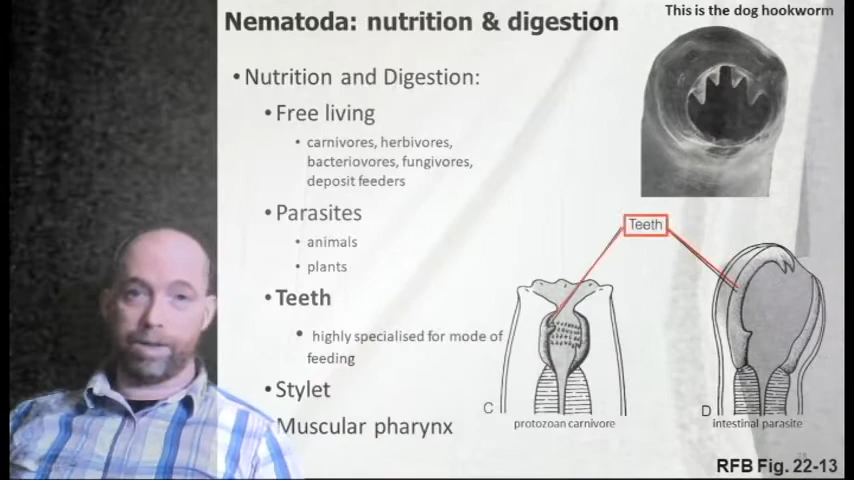 This is the dog hookworm
Nematoda: nutrition & digestion
• Nutrition and Digestion:
• Free living
• carnivores, herbivores,
bacteriovores, fungivores,
deposit feeders
• Parasites
• animals
• plants
• Teeth
• highly specialised for mode of
feeding
• Stylet
Muscular pharynx
Teeth
C
protozoan carnivore
D
intestinal parasite
RFB Fig. 22-13